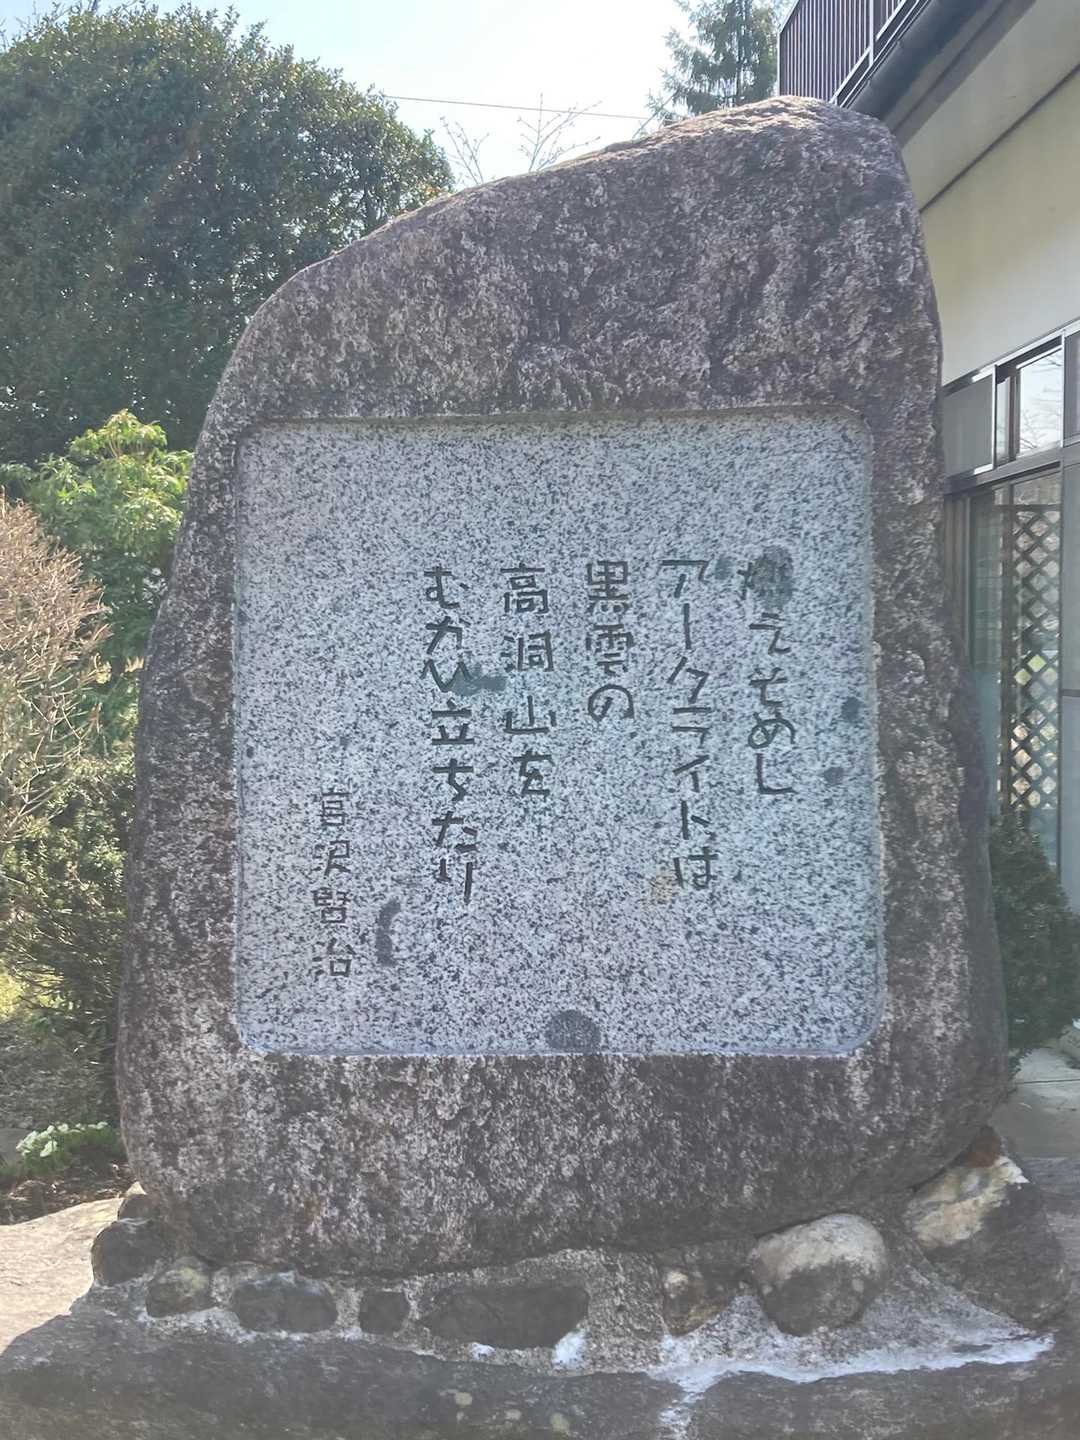 燃えそめし
アークライトは
黒雲の
高洞山を
むかひ立ちたり
宮沢賢治